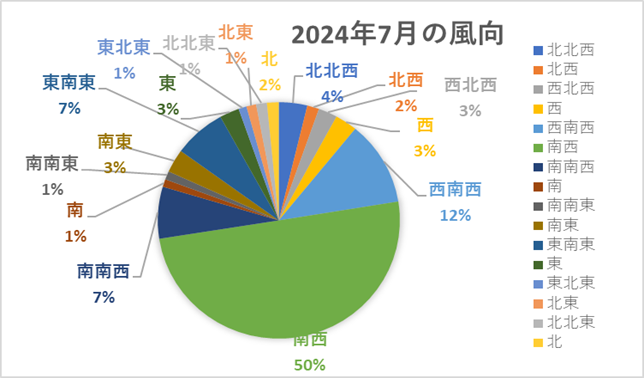 2024年7月の風向
北北西
4%
北西
2%
西北西
3%
西
3%
西南西
12%
南西
50%
南南西
7%
南
1%
南南東
1%
南東
3%
東南東
7%
東
3%
東北東
1%
北北東
1%
北東
1%
北
2%
北北西
北西
西北西
西
西南西
南西
南南西
南
南南東
南東
東南東
東
東北東
北東
北北東
北